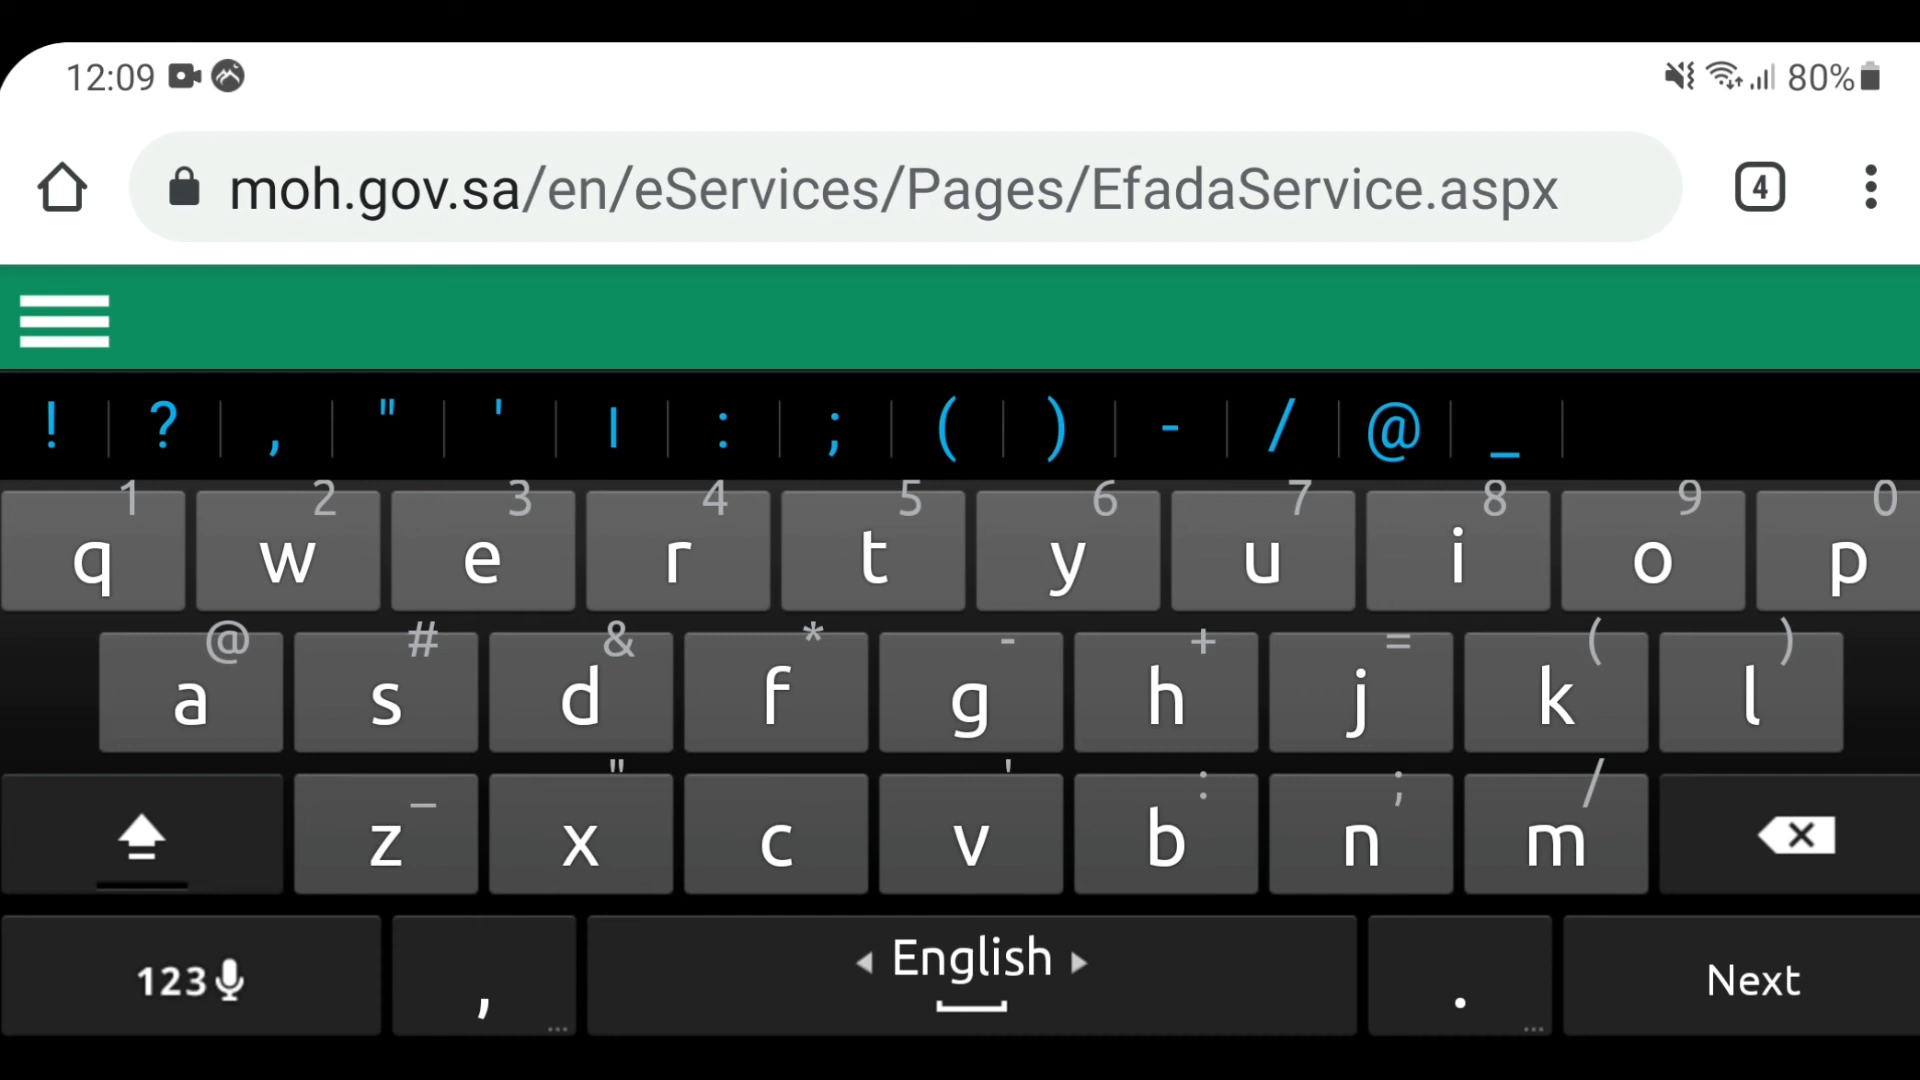 12:09 80%
moh.gov.sa/en/eServices/Pages/EfadaService.aspx 4
! ? , " ' | : ; ( ) - / @ _
1 2 3 4 5 6 7 8 9 0
q w e r t y u i o p
@ # & * - + = ( )
a s d f g h j k l
_ " ' : ; /
z x c v b n m
123 , English . Next